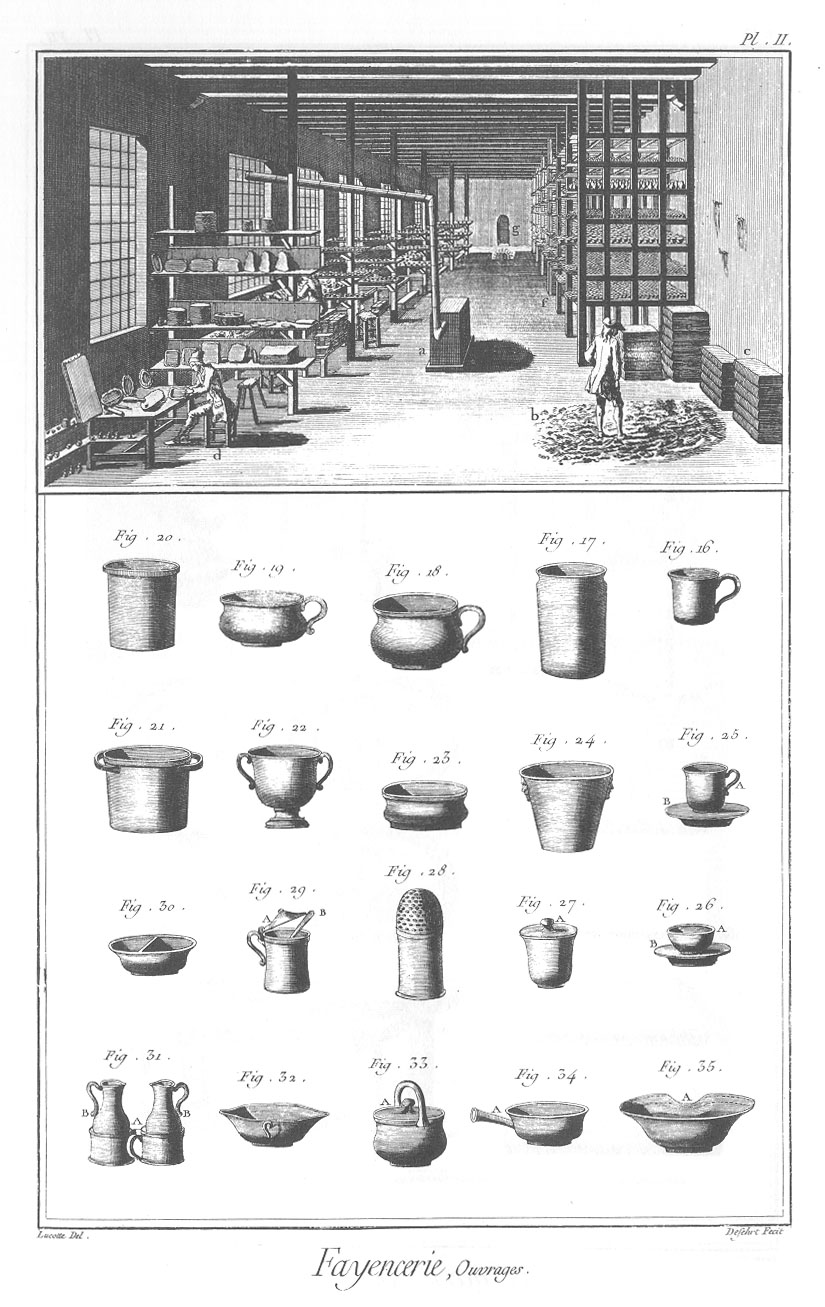 Pl. II.
g
f
a
c
b
d
Fig. 20. Fig. 19. Fig. 18. Fig. 17. Fig. 16.
Fig. 21. Fig. 22. Fig. 23. Fig. 24. Fig. 25.
A
B
Fig. 30. Fig. 29. Fig. 28. Fig. 27. Fig. 26.
A B A A
B
Fig. 31. Fig. 32. Fig. 33. Fig. 34. Fig. 35.
B A B A A A
Lucotte Del. Defehrt Fecit
Fayencerie, Ouvrages.